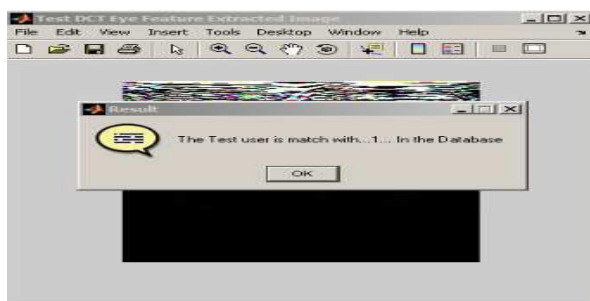 Test DCT Eye Feature Extracted Image
File Edit View Insert Tools Desktop Window Help
Result
The Test user is match with...1... In the Database
OK